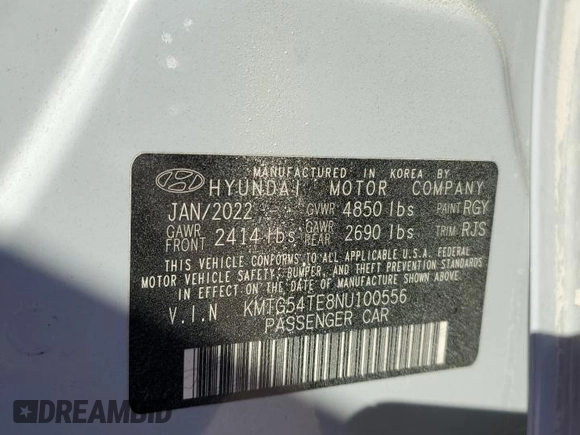 MANUFACTURED IN KOREA BY
HYUNDAI MOTOR COMPANY
JAN/2022 GVWR 4850 lbs PAINT RGY
GAWR FRONT 2414 lbs GAWR REAR 2690 lbs TRIM RJS
THIS VEHICLE CONFORMS TO ALL APPLICABLE U.S.A. FEDERAL
MOTOR VEHICLE SAFETY, BUMPER, AND THEFT PREVENTION STANDARDS
IN EFFECT ON THE DATE OF MANUFACTURE SHOWN ABOVE.
V.I.N KMTG54TE8NU100556
PASSENGER CAR
DREAMBID